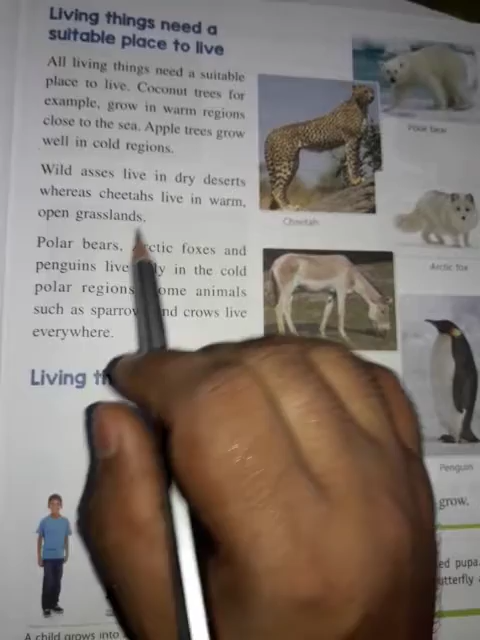 Living things need a
suitable place to live
All living things need a suitable
place to live. Coconut trees for
example, grow in warm regions
close to the sea. Apple trees grow
well in cold regions.
Wild asses live in dry deserts
whereas cheetahs live in warm,
open grasslands.
Polar bears, Arctic foxes and
penguins live in the cold
polar regions ome animals
such as sparrow nd crows live
everywhere.
Living th
Polar bear
Cheetah
Arctic fox
Penguin
grow.
ed pupa.
utterfly
A child grows into